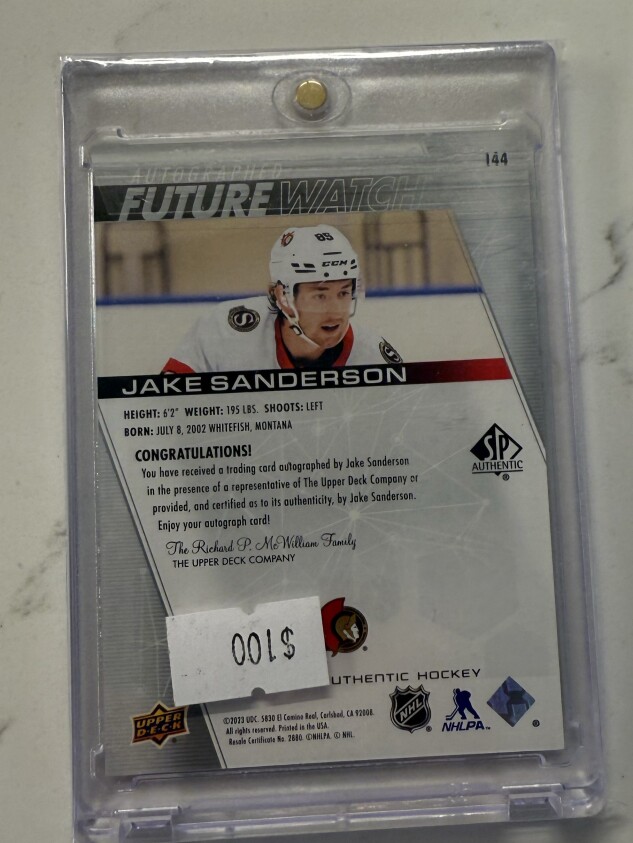 144
AUTOGRAPHED
FUTURE WATCH
85
CCM
S
JAKE SANDERSON
HEIGHT: 6'2" WEIGHT: 195 LBS. SHOOTS: LEFT
BORN: JULY 8, 2002 WHITEFISH, MONTANA
CONGRATULATIONS!
You have received a trading card autographed by Jake Sanderson
in the presence of a representative of The Upper Deck Company or
provided, and certified as to its authenticity, by Jake Sanderson.
Enjoy your autograph card!
The Richard P. McWilliam Family
THE UPPER DECK COMPANY
SP
AUTHENTIC®
$100
UTHENTIC HOCKEY
UPPER
DECK
©2023 UDC. 5830 El Camino Real, Carlsbad, CA 92008.
All rights reserved. Printed in the USA.
Resale Certificate No. 2880. ©NHLPA. © NHL.
NHL
NHLPA